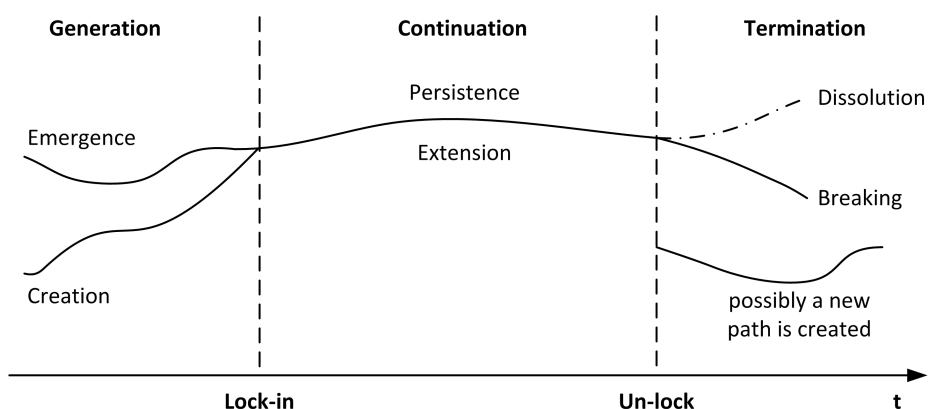 Generation
Continuation
Termination
Persistence
Dissolution
Emergence
Extension
Breaking
Creation
possibly a new
path is created
Lock-in
Un-lock
t